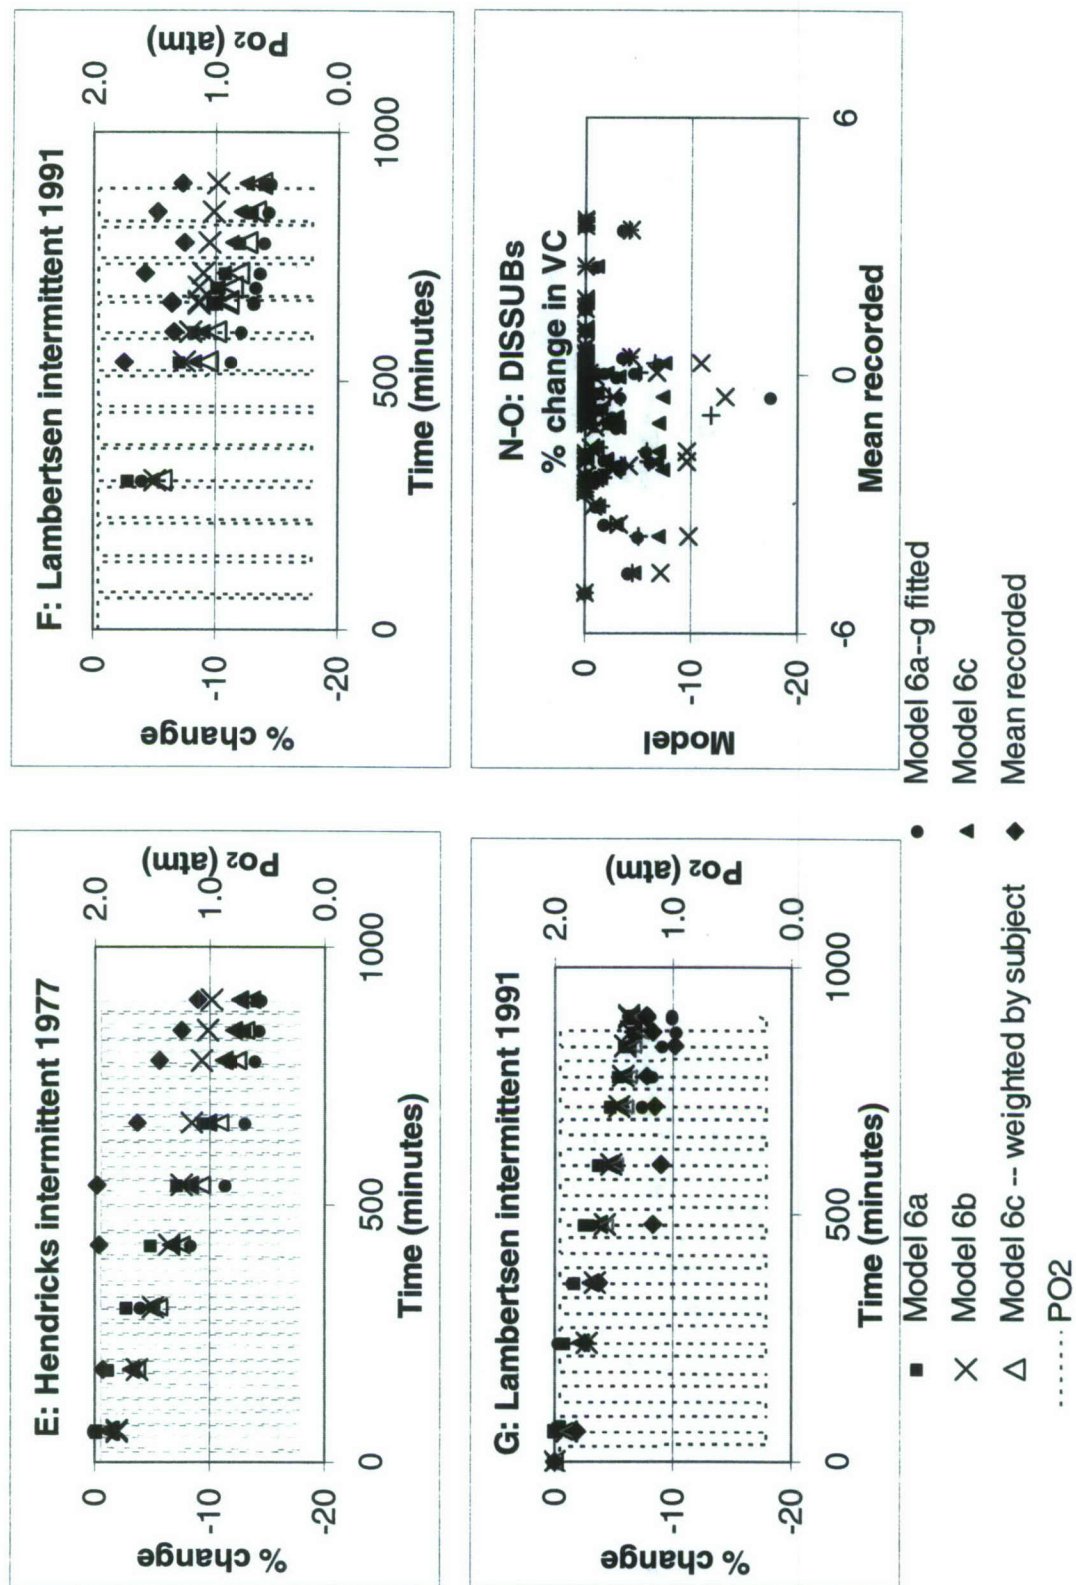 E: Hendricks intermittent 1977
% change
0
-10
-20
0
500
1000
Time (minutes)
2.0
1.0
0.0
Po2 (atm)
F: Lambertsen intermittent 1991
% change
0
-10
-20
0
500
1000
Time (minutes)
2.0
1.0
0.0
Po2 (atm)
G: Lambertsen intermittent 1991
% change
0
-10
-20
0
500
1000
Time (minutes)
2.0
1.0
0.0
Po2 (atm)
N-O: DISSUBs
% change in VC
Model
0
-10
-20
-6
0
6
Mean recorded
Model 6a
Model 6a--g fitted
Model 6b
Model 6c
Model 6c -- weighted by subject
Mean recorded
PO2